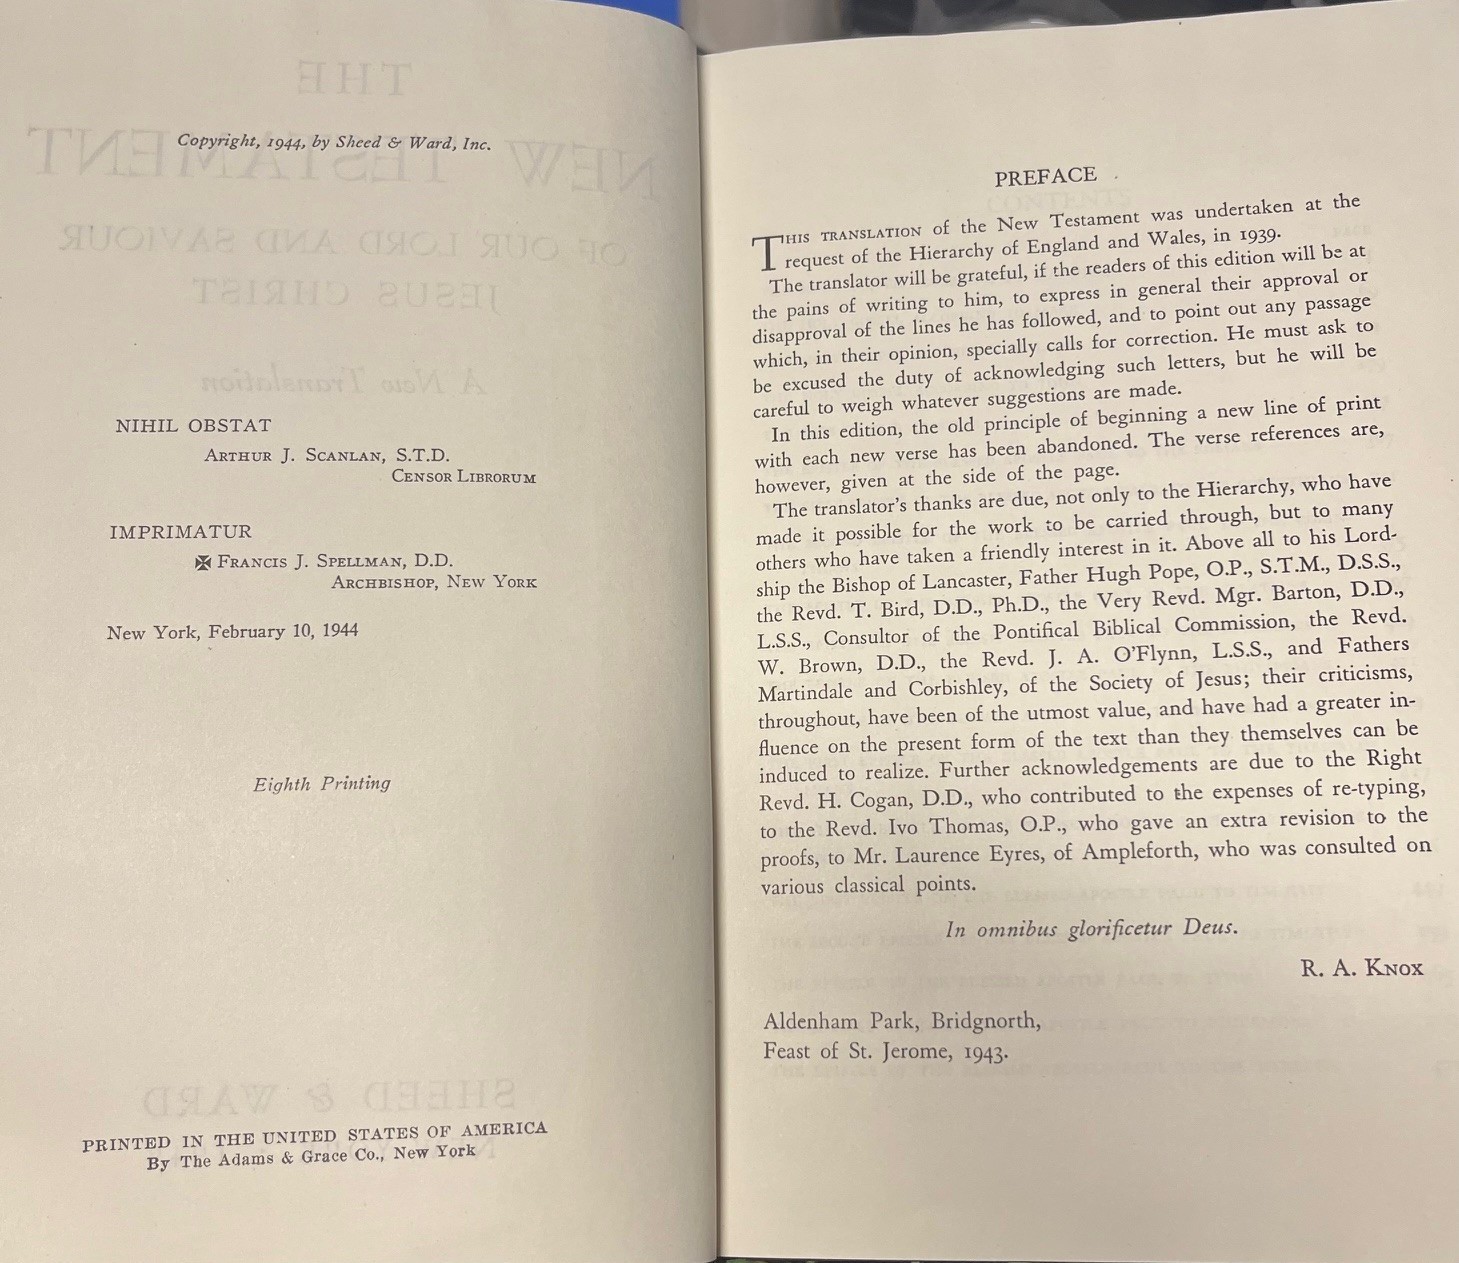 THE
NEW TESTAMENT
OF OUR LORD AND SAVIOUR
JESUS CHRIST
A New Translation
SHEED & WARD
Copyright, 1944, by Sheed & Ward, Inc.
NIHIL OBSTAT
ARTHUR J. SCANLAN, S.T.D.
CENSOR LIBRORUM
IMPRIMATUR
✠ FRANCIS J. SPELLMAN, D.D.
ARCHBISHOP, NEW YORK
New York, February 10, 1944
Eighth Printing
PRINTED IN THE UNITED STATES OF AMERICA
By The Adams & Grace Co., New York
PREFACE
THIS TRANSLATION of the New Testament was undertaken at the
request of the Hierarchy of England and Wales, in 1939.
The translator will be grateful, if the readers of this edition will be at
the pains of writing to him, to express in general their approval or
disapproval of the lines he has followed, and to point out any passage
which, in their opinion, specially calls for correction. He must ask to
be excused the duty of acknowledging such letters, but he will be
careful to weigh whatever suggestions are made.
In this edition, the old principle of beginning a new line of print
with each new verse has been abandoned. The verse references are,
however, given at the side of the page.
The translator's thanks are due, not only to the Hierarchy, who have
made it possible for the work to be carried through, but to many
others who have taken a friendly interest in it. Above all to his Lord-
ship the Bishop of Lancaster, Father Hugh Pope, O.P., S.T.M., D.S.S.,
the Revd. T. Bird, D.D., Ph.D., the Very Revd. Mgr. Barton, D.D.,
L.S.S., Consultor of the Pontifical Biblical Commission, the Revd.
W. Brown, D.D., the Revd. J. A. O'Flynn, L.S.S., and Fathers
Martindale and Corbishley, of the Society of Jesus; their criticisms,
throughout, have been of the utmost value, and have had a greater in-
fluence on the present form of the text than they themselves can be
induced to realize. Further acknowledgements are due to the Right
Revd. H. Cogan, D.D., who contributed to the expenses of re-typing,
to the Revd. Ivo Thomas, O.P., who gave an extra revision to the
proofs, to Mr. Laurence Eyres, of Ampleforth, who was consulted on
various classical points.
In omnibus glorificetur Deus.
R. A. KNOX
Aldenham Park, Bridgnorth,
Feast of St. Jerome, 1943.